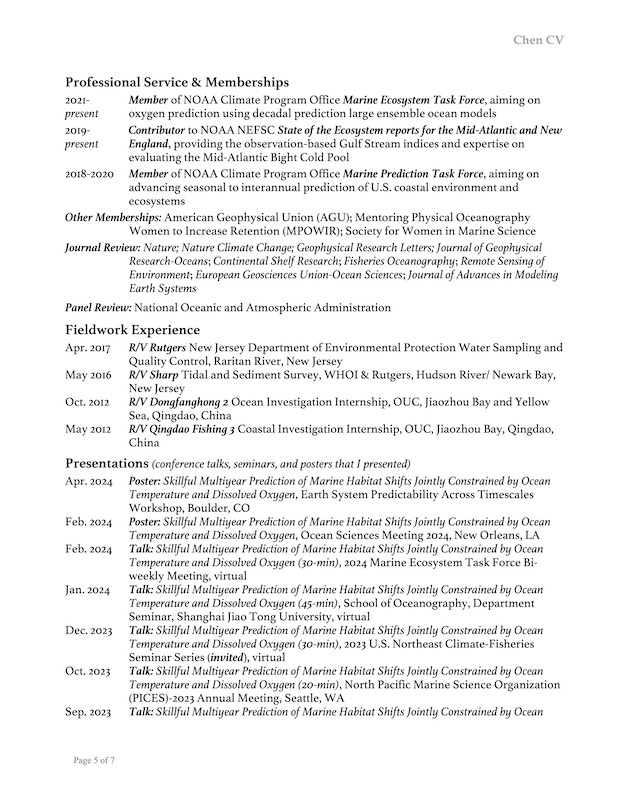 Chen CV
Professional Service & Memberships
2021- Member of NOAA Climate Program Office Marine Ecosystem Task Force, aiming on
present oxygen prediction using decadal prediction large ensemble ocean models
2019- Contributor to NOAA NEFSC State of the Ecosystem reports for the Mid-Atlantic and New
present England, providing the observation-based Gulf Stream indices and expertise on
evaluating the Mid-Atlantic Bight Cold Pool
2018-2020 Member of NOAA Climate Program Office Marine Prediction Task Force, aiming on
advancing seasonal to interannual prediction of U.S. coastal environment and
ecosystems
Other Memberships: American Geophysical Union (AGU); Mentoring Physical Oceanography
Women to Increase Retention (MPOWIR); Society for Women in Marine Science
Journal Review: Nature; Nature Climate Change; Geophysical Research Letters; Journal of Geophysical
Research-Oceans; Continental Shelf Research; Fisheries Oceanography; Remote Sensing of
Environment; European Geosciences Union-Ocean Sciences; Journal of Advances in Modeling
Earth Systems
Panel Review: National Oceanic and Atmospheric Administration
Fieldwork Experience
Apr. 2017 R/V Rutgers New Jersey Department of Environmental Protection Water Sampling and
Quality Control, Raritan River, New Jersey
May 2016 R/V Sharp Tidal and Sediment Survey, WHOI & Rutgers, Hudson River/ Newark Bay,
New Jersey
Oct. 2012 R/V Dongfanghong 2 Ocean Investigation Internship, OUC, Jiaozhou Bay and Yellow
Sea, Qingdao, China
May 2012 R/V Qingdao Fishing 3 Coastal Investigation Internship, OUC, Jiaozhou Bay, Qingdao,
China
Presentations (conference talks, seminars, and posters that I presented)
Apr. 2024 Poster: Skillful Multiyear Prediction of Marine Habitat Shifts Jointly Constrained by Ocean
Temperature and Dissolved Oxygen, Earth System Predictability Across Timescales
Workshop, Boulder, CO
Feb. 2024 Poster: Skillful Multiyear Prediction of Marine Habitat Shifts Jointly Constrained by Ocean
Temperature and Dissolved Oxygen, Ocean Sciences Meeting 2024, New Orleans, LA
Feb. 2024 Talk: Skillful Multiyear Prediction of Marine Habitat Shifts Jointly Constrained by Ocean
Temperature and Dissolved Oxygen (30-min), 2024 Marine Ecosystem Task Force Bi-
weekly Meeting, virtual
Jan. 2024 Talk: Skillful Multiyear Prediction of Marine Habitat Shifts Jointly Constrained by Ocean
Temperature and Dissolved Oxygen (45-min), School of Oceanography, Department
Seminar, Shanghai Jiao Tong University, virtual
Dec. 2023 Talk: Skillful Multiyear Prediction of Marine Habitat Shifts Jointly Constrained by Ocean
Temperature and Dissolved Oxygen (30-min), 2023 U.S. Northeast Climate-Fisheries
Seminar Series (invited), virtual
Oct. 2023 Talk: Skillful Multiyear Prediction of Marine Habitat Shifts Jointly Constrained by Ocean
Temperature and Dissolved Oxygen (20-min), North Pacific Marine Science Organization
(PICES)-2023 Annual Meeting, Seattle, WA
Sep. 2023 Talk: Skillful Multiyear Prediction of Marine Habitat Shifts Jointly Constrained by Ocean
Page 5 of 7